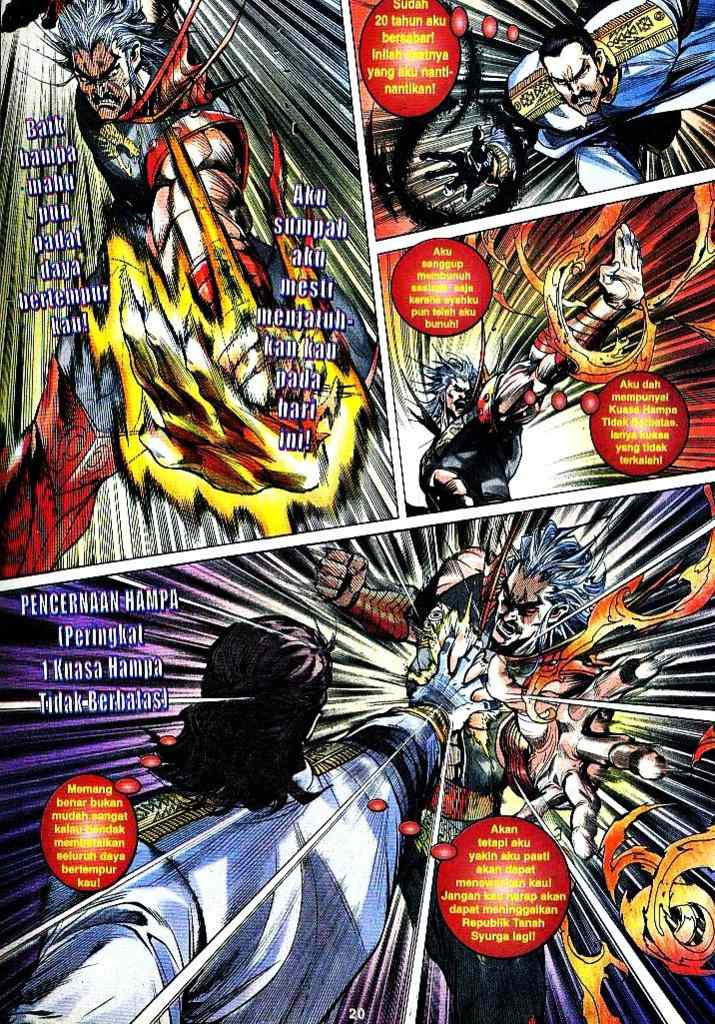 Baik
hampa
mahu
pun
padat
daya
bertempur
kau!
Aku
sumpah
aku
mesti
menjatuh-
kan kau
pada
hari
ini!
Sudah
20 tahun aku
bersabar!
Inilah saatnya
yang aku nanti-
nantikan!
Aku
sanggup
membunuh
sesiapa saja
kerana ayahku
pun telah aku
bunuh!
Aku dah
mempunyai
Kuasa Hampa
Tidak Berbatas.
Ianya kuasa
yang tidak
terkalah!
PENCERNAAN HAMPA
(Peringkat
1 Kuasa Hampa
Tidak-Berbatas)
Memang
benar bukan
mudah sangat
kalau hendak
membatalkan
seluruh daya
bertempur
kau!
Akan
tetapi aku
yakin aku pasti
akan dapat
menewaskan kau!
Jangan kau harap akan
dapat meninggalkan
Republik Tanah
Syurga lagi!
20